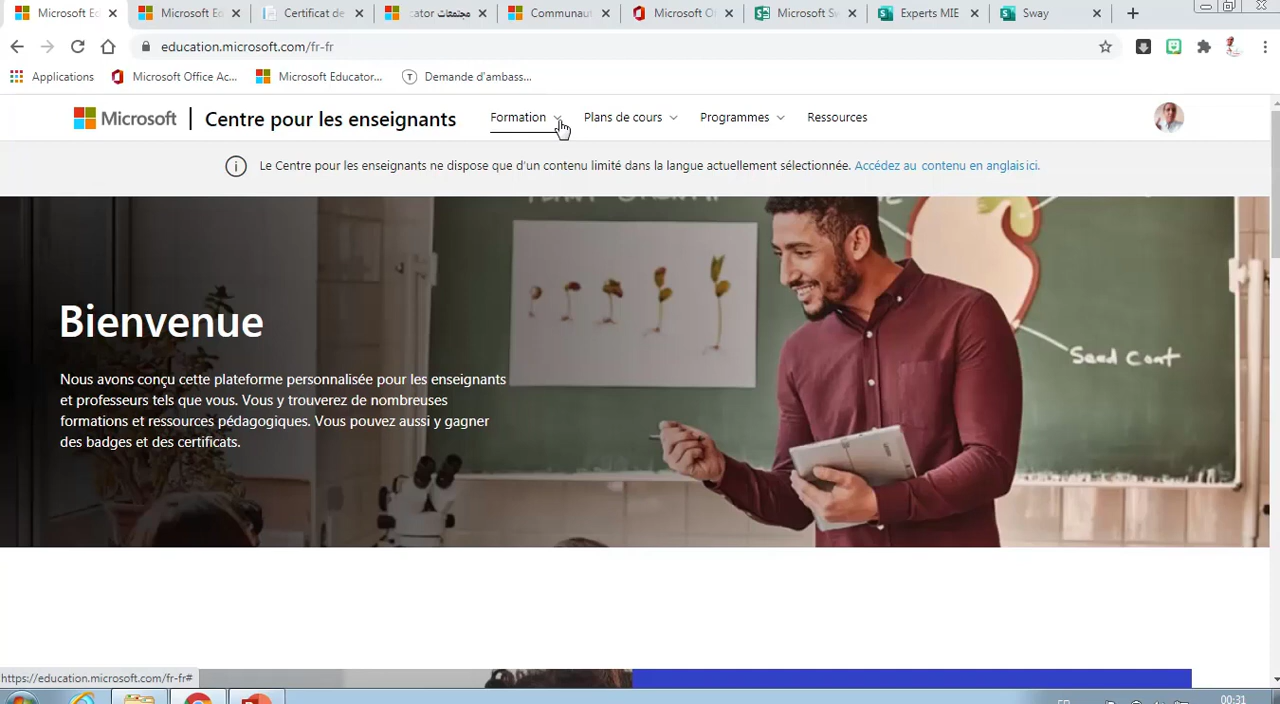 Microsoft Ed
Microsoft Ed
Certificat de
مجتمعات cator
Communaut
Microsoft Of
Microsoft S
Experts MIE
Sway
education.microsoft.com/fr-fr
Applications
Microsoft Office Ac...
Microsoft Educator...
Demande d'ambass...
Microsoft
Centre pour les enseignants
Formation
Plans de cours
Programmes
Ressources
Le Centre pour les enseignants ne dispose que d'un contenu limité dans la langue actuellement sélectionnée. Accédez au contenu en anglais ici.
Seed Cont
Bienvenue
Nous avons conçu cette plateforme personnalisée pour les enseignants
et professeurs tels que vous. Vous y trouverez de nombreuses
formations et ressources pédagogiques. Vous pouvez aussi y gagner
des badges et des certificats.
https://education.microsoft.com/fr-fr#
00:31